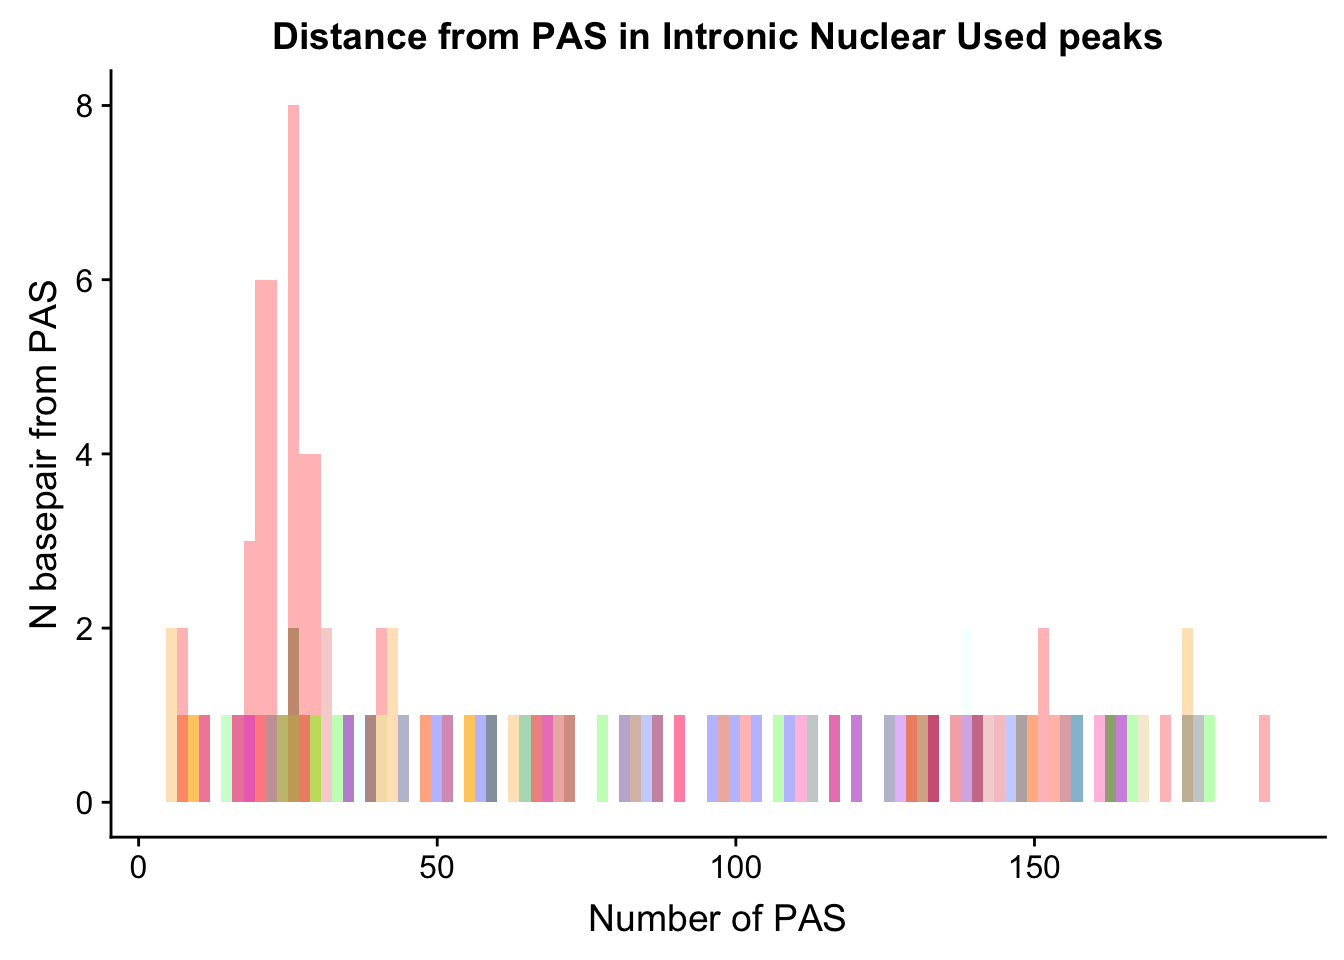 Distance from PAS in Intronic Nuclear Used peaks
N basepair from PAS
8
6
4
2
0
0 50 100 150
Number of PAS